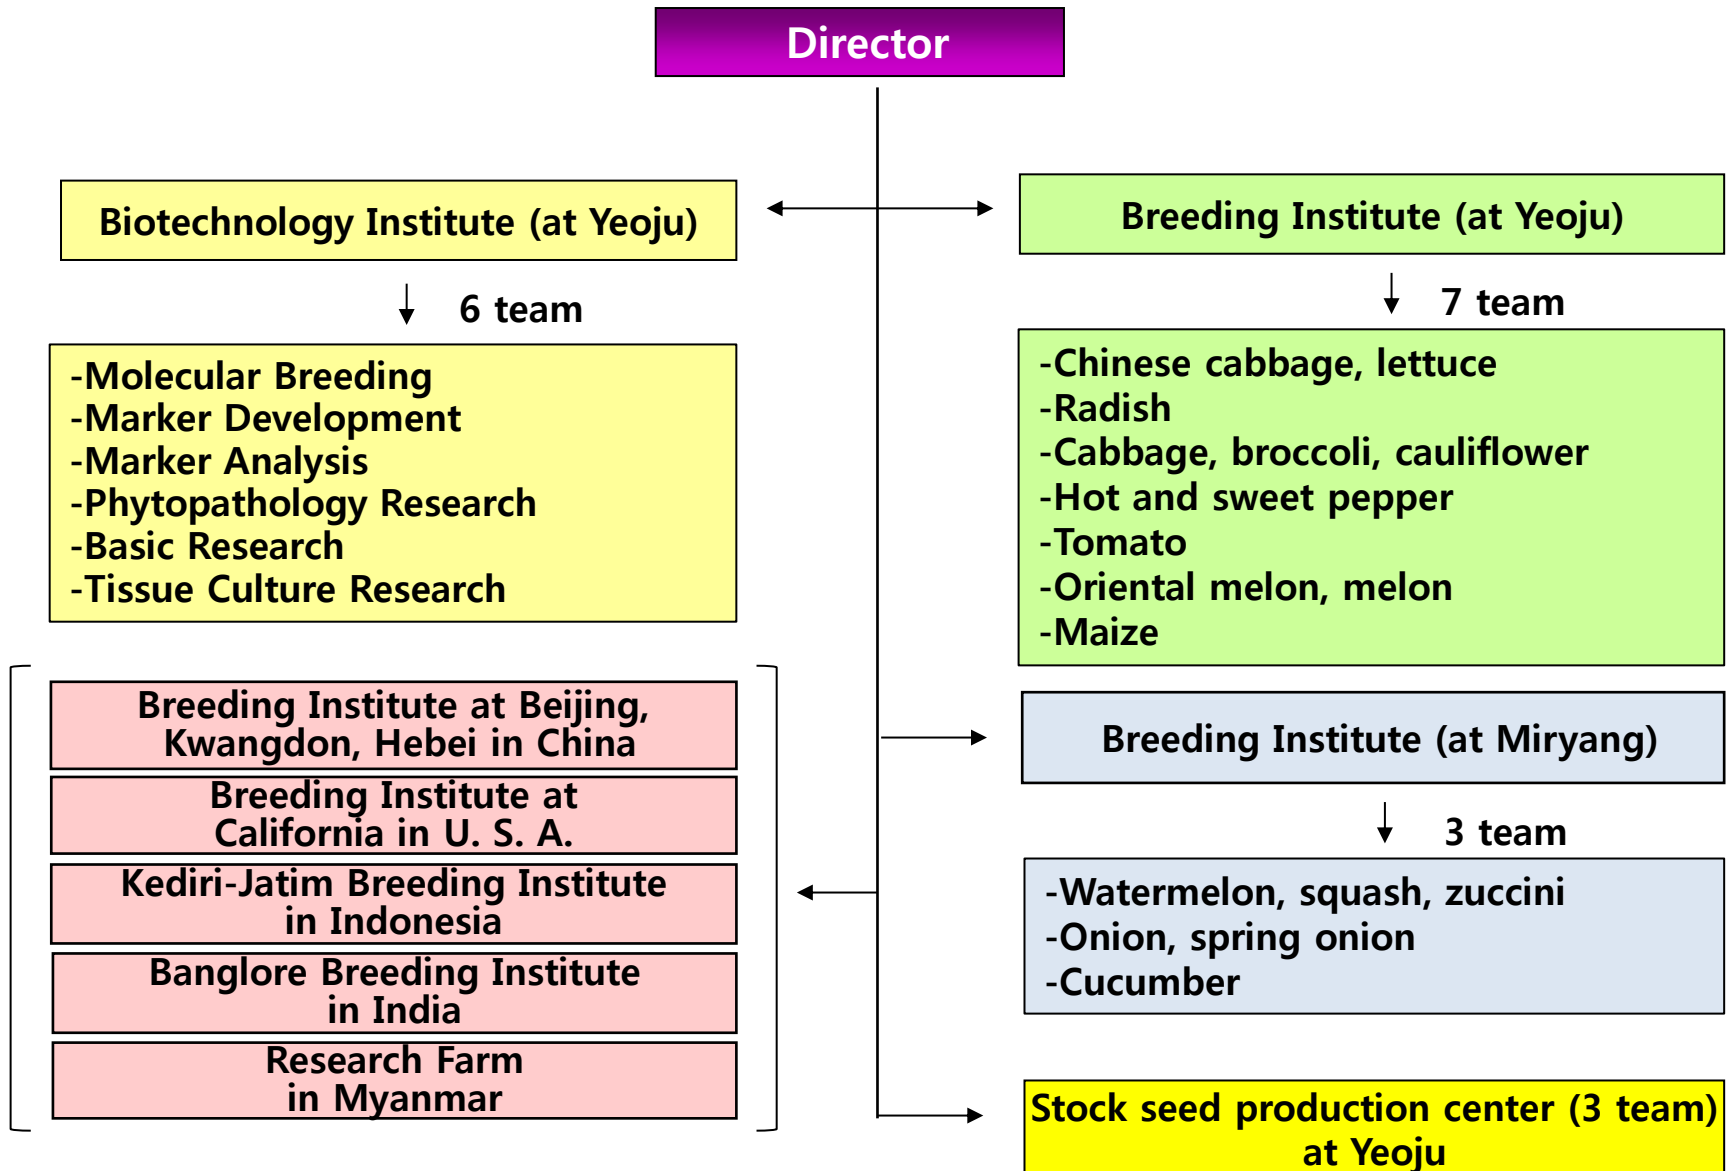 Director
Biotechnology Institute (at Yeoju)
6 team
-Molecular Breeding
-Marker Development
-Marker Analysis
-Phytopathology Research
-Basic Research
-Tissue Culture Research
Breeding Institute (at Yeoju)
7 team
-Chinese cabbage, lettuce
-Radish
-Cabbage, broccoli, cauliflower
-Hot and sweet pepper
-Tomato
-Oriental melon, melon
-Maize
Breeding Institute at Beijing,
Kwangdon, Hebei in China
Breeding Institute at
California in U. S. A.
Kediri-Jatim Breeding Institute
in Indonesia
Banglore Breeding Institute
in India
Research Farm
in Myanmar
Breeding Institute (at Miryang)
3 team
-Watermelon, squash, zuccini
-Onion, spring onion
-Cucumber
Stock seed production center (3 team)
at Yeoju